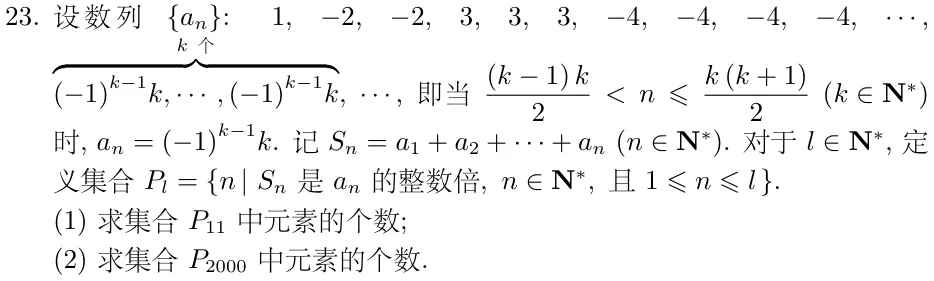 23. 设数列 {aₙ}: 1, −2, −2, 3, 3, 3, −4, −4, −4, −4, ⋯,
k 个
(−1)^{k−1}k, ⋯, (−1)^{k−1}k, ⋯, 即当 \frac{(k−1)k}{2} < n ⩽ \frac{k(k+1)}{2} (k∈N*)
时, aₙ = (−1)^{k−1}k. 记 Sₙ = a₁ + a₂ + ⋯ + aₙ (n∈N*). 对于 l∈N*, 定
义集合 P_l = {n | Sₙ 是 aₙ 的整数倍, n∈N*, 且 1⩽n⩽l}.
(1) 求集合 P₁₁ 中元素的个数;
(2) 求集合 P₂₀₀₀ 中元素的个数.